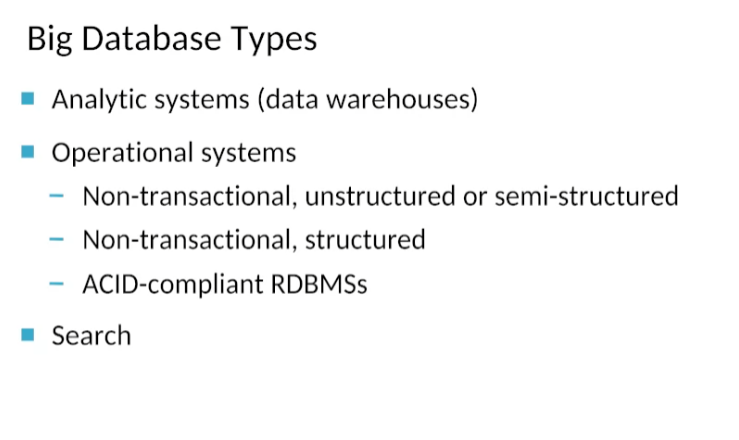 Big Database Types
Analytic systems (data warehouses)
Operational systems
– Non-transactional, unstructured or semi-structured
– Non-transactional, structured
– ACID-compliant RDBMSs
Search